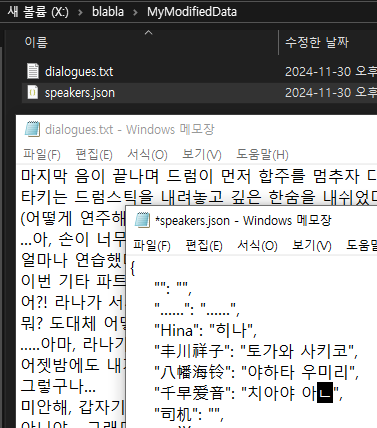 새 볼륨 (X:) > blabla > MyModifiedData
이름
수정한 날짜
dialogues.txt
2024-11-30 오후
speakers.json
2024-11-30 오후
dialogues.txt - Windows 메모장
파일(F) 편집(E) 서식(O) 보기(V) 도움말(H)
마지막 음이 끝나며 드럼이 먼저 합주를 멈추자 다
타키는 드럼스틱을 내려놓고 깊은 한숨을 내쉬었다
(어떻게 연주해
...아, 손이 너무
얼마나 연습했
이번 기타 파트
어?! 라나가 서
뭐? 도대체 어떻
.....아마, 라나가
어젯밤에도 내
그렇구나...
미안해, 갑자기
*speakers.json - Windows 메모장
파일(F) 편집(E) 서식(O) 보기(V) 도움말(H)
{
"": "",
"......": "......",
"Hina": "히나",
"丰川祥子": "토가와 사키코",
"八幡海铃": "야하타 우미리",
"千早爱音": "치아야 아ㄴ",
"司机": "",